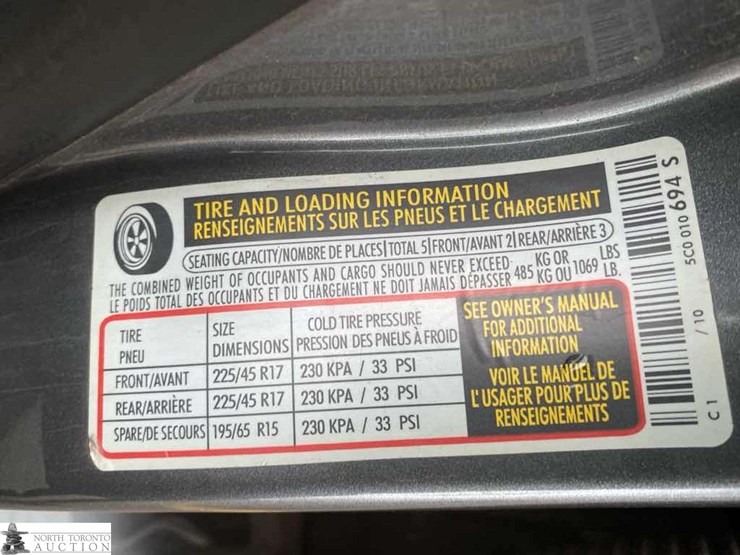 TIRE AND LOADING INFORMATION
RENSEIGNEMENTS SUR LES PNEUS ET LE CHARGEMENT
SEATING CAPACITY/NOMBRE DE PLACES TOTAL 5 FRONT/AVANT 2 REAR/ARRIÈRE 3
THE COMBINED WEIGHT OF OCCUPANTS AND CARGO SHOULD NEVER EXCEED 485 KG OR 1069 LBS
LE POIDS TOTAL DES OCCUPANTS ET DU CHARGEMENT NE DOIT JAMAIS DÉPASSER KG OU LB.
TIRE SIZE COLD TIRE PRESSURE
PNEU DIMENSIONS PRESSION DES PNEUS À FROID
FRONT/AVANT 225/45 R17 230 KPA / 33 PSI
REAR/ARRIÈRE 225/45 R17 230 KPA / 33 PSI
SPARE/DE SECOURS 195/65 R15 230 KPA / 33 PSI
SEE OWNER'S MANUAL
FOR ADDITIONAL
INFORMATION
VOIR LE MANUEL DE
L'USAGER POUR PLUS DE
RENSEIGNEMENTS
5C0 010 694 S
C 1 / 10
NORTH TORONTO
AUCTION